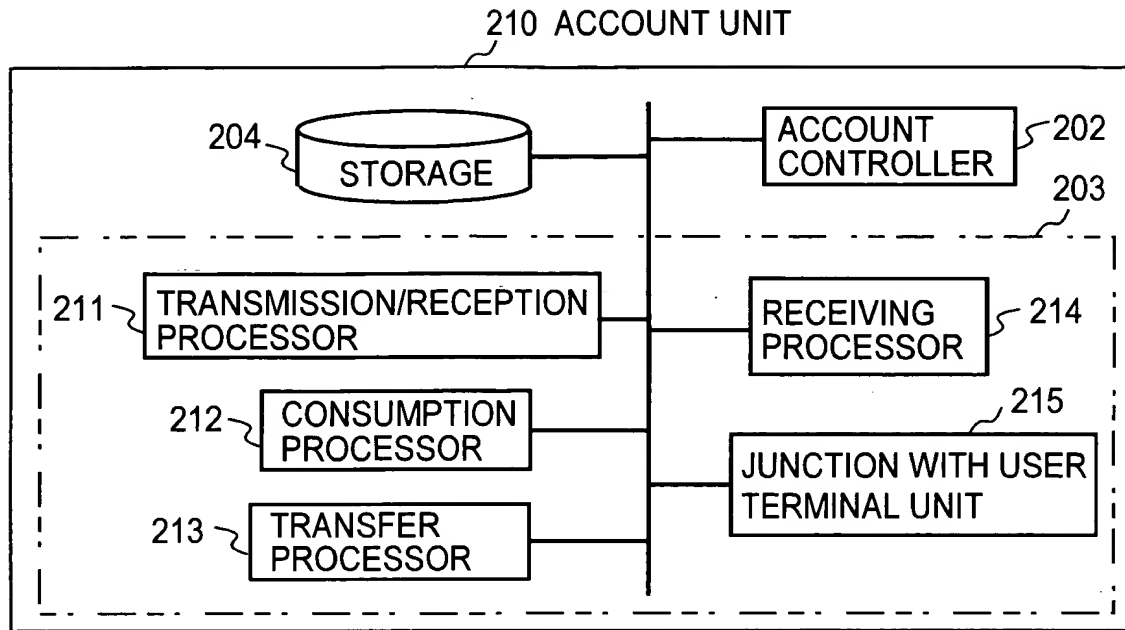 210 ACCOUNT UNIT
204
STORAGE
ACCOUNT
CONTROLLER
202
203
211
TRANSMISSION/RECEPTION
PROCESSOR
RECEIVING
PROCESSOR
214
212
CONSUMPTION
PROCESSOR
215
JUNCTION WITH USER
TERMINAL UNIT
213
TRANSFER
PROCESSOR